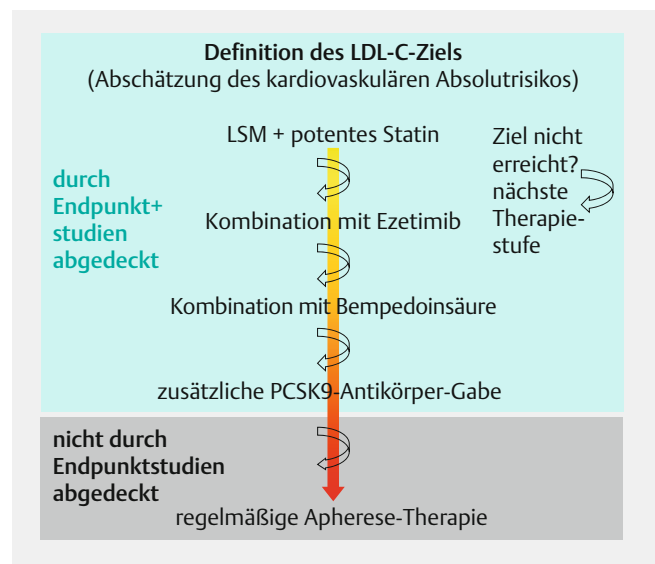 Definition des LDL-C-Ziels
(Abschätzung des kardiovaskulären Absolutrisikos)
LSM + potentes Statin
Ziel nicht
erreicht?
nächste
Therapie-
stufe
durch
Endpunkt+
studien
abgedeckt
Kombination mit Ezetimib
Kombination mit Bempedoinsäure
zusätzliche PCSK9-Antikörper-Gabe
nicht durch
Endpunktstudien
abgedeckt
regelmäßige Apherese-Therapie